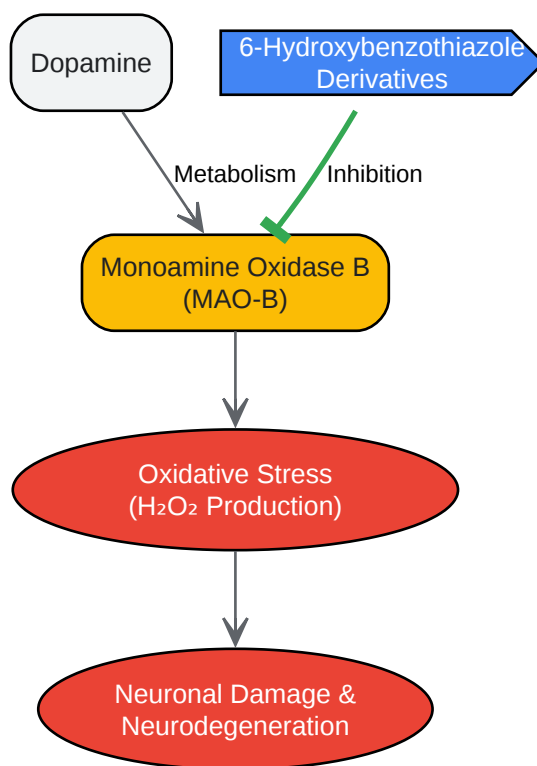 Dopamine
6-Hydroxybenzothiazole
Derivatives
Metabolism
Inhibition
Monoamine Oxidase B
(MAO-B)
Oxidative Stress
(H₂O₂ Production)
Neuronal Damage &
Neurodegeneration